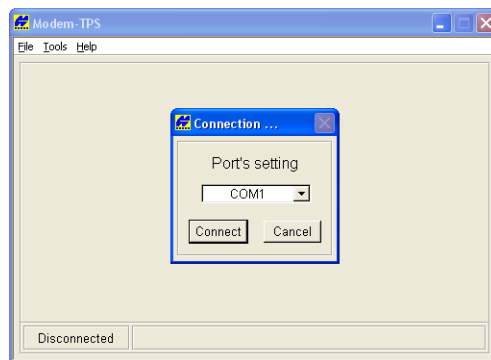 Modem-TPS
File Tools Help
Connection ...
Port's setting
COM1
Connect Cancel
Disconnected